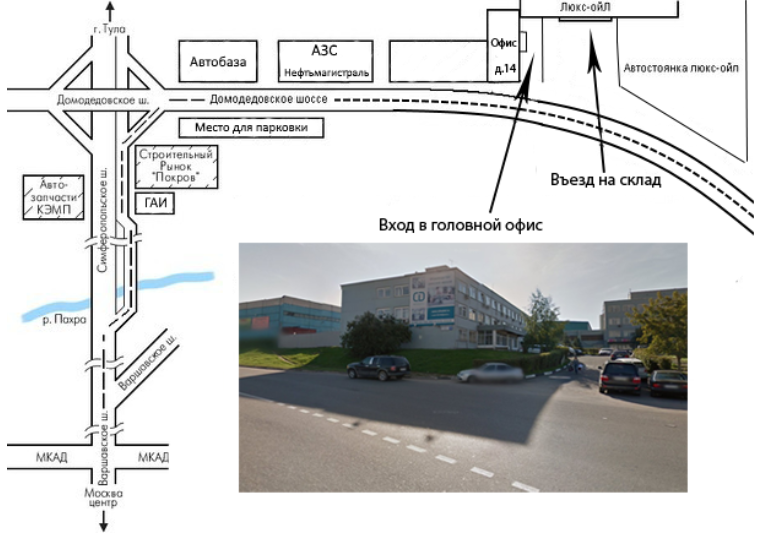 г. Тула
Люкс-ойЛ
Автобаза
АЗС
Нефтьмагистраль
Офис
д.14
Автостоянка люкс-ойл
Домодедовское ш.
Домодедовское шоссе
Место для парковки
Строительный
Рынок
"Покров"
Авто-
запчасти
КЭМП
ГАИ
Симферопольское ш.
Въезд на склад
Вход в головной офис
р. Пахра
Варшавское ш.
Варшавское ш.
МКАД
МКАД
Москва
центр